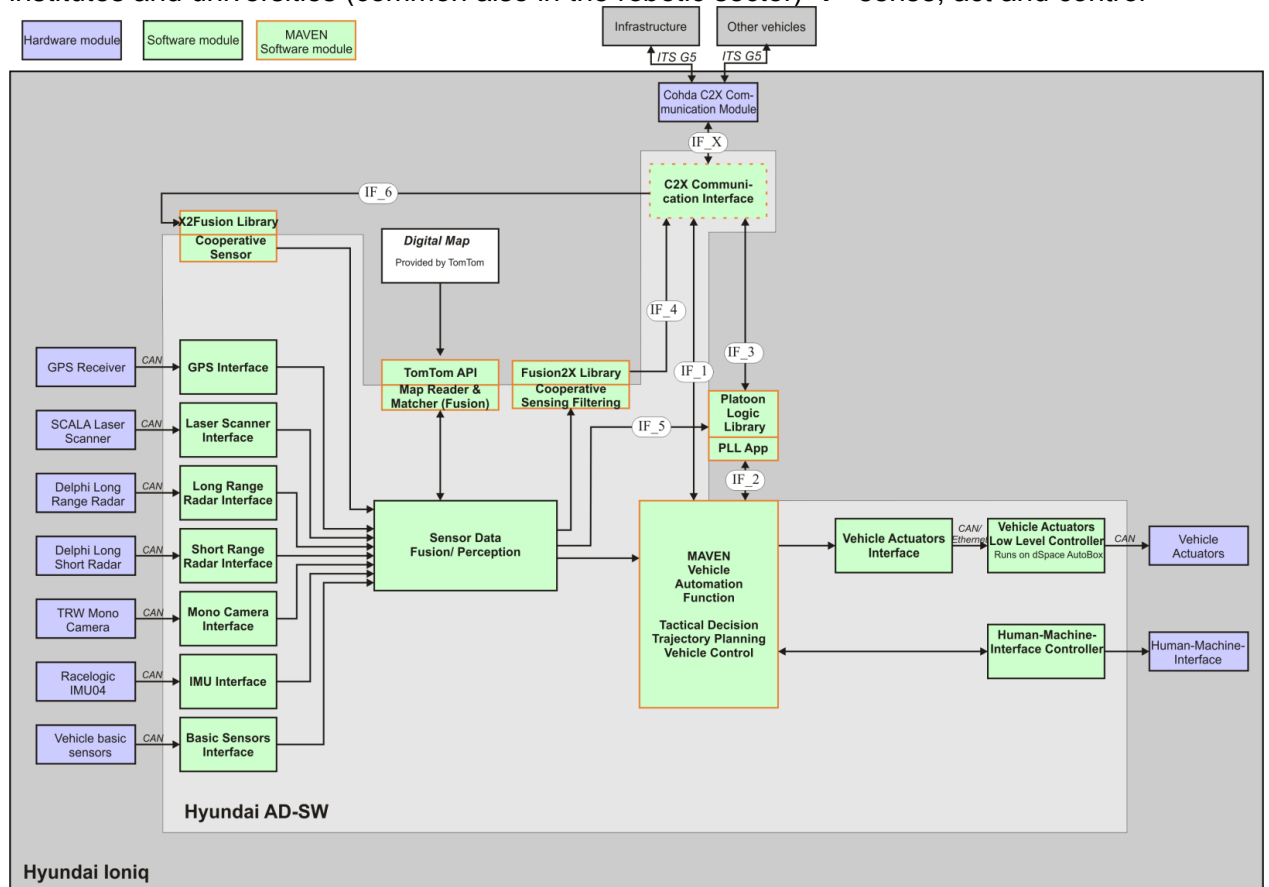 institutes and universities (common also in the robotic sector)
sense, act and control
Hardware module
Software module
MAVEN
Software module
Infrastructure
Other vehicles
ITS G5
ITS G5
Cohda C2X Com-
munication Module
IF_X
C2X Communi-
cation Interface
IF_6
X2Fusion Library
Cooperative
Sensor
Digital Map
Provided by TomTom
IF_4
IF_3
IF_1
GPS Receiver
CAN
GPS Interface
TomTom API
Map Reader &
Matcher (Fusion)
Fusion2X Library
Cooperative
Sensing Filtering
Platoon
Logic
Library
PLL App
IF_5
IF_2
SCALA Laser
Scanner
CAN
Laser Scanner
Interface
Delphi Long
Range Radar
CAN
Long Range
Radar Interface
Delphi Long
Short Radar
CAN
Short Range
Radar Interface
Sensor Data
Fusion/ Perception
MAVEN
Vehicle
Automation
Function
Tactical Decision
Trajectory Planning
Vehicle Control
Vehicle Actuators
Interface
CAN/
Ethernet
Vehicle Actuators
Low Level Controller
Runs on dSpace AutoBox
CAN
Vehicle
Actuators
TRW Mono
Camera
CAN
Mono Camera
Interface
Human-Machine-
Interface Controller
Human-Machine-
Interface
Racelogic
IMU04
CAN
IMU Interface
Vehicle basic
sensors
CAN
Basic Sensors
Interface
Hyundai AD-SW
Hyundai Ioniq